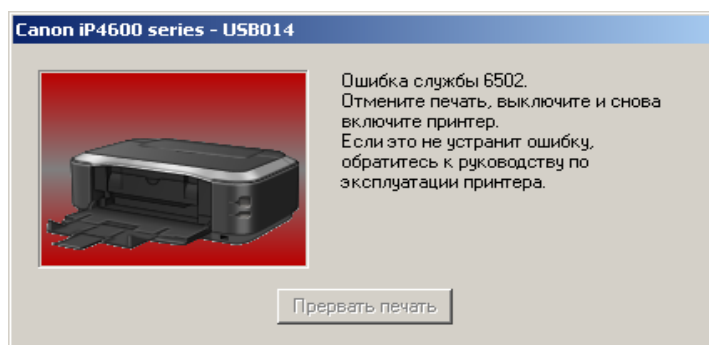 Canon iP4600 series - USB014
Ошибка службы 6502.
Отмените печать, выключите и снова
включите принтер.
Если это не устранит ошибку,
обратитесь к руководству по
эксплуатации принтера.
Прервать печать